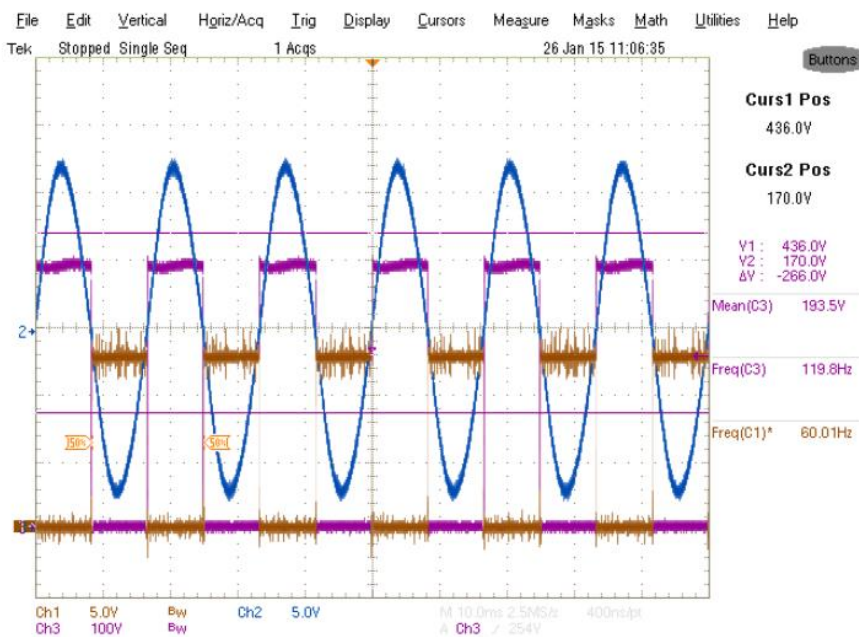 File Edit Vertical Horiz/Acq Trig Display Cursors Measure Masks Math Utilities Help
Tek Stopped Single Seq 1 Acqs 26 Jan 15 11:06:35
Buttons
Curs1 Pos
436.0V
Curs2 Pos
170.0V
V1 : 436.0V
V2 : 170.0V
ΔV : -266.0V
Mean(C3) 193.5V
Freq(C3) 119.8Hz
Freq(C1)* 60.01Hz
2
50% 50%
Ch1 5.0V Bw Ch2 5.0V M 10.0ms 2.5MS/s 400ns/pt
Ch3 100V Bw A Ch3 / 254V